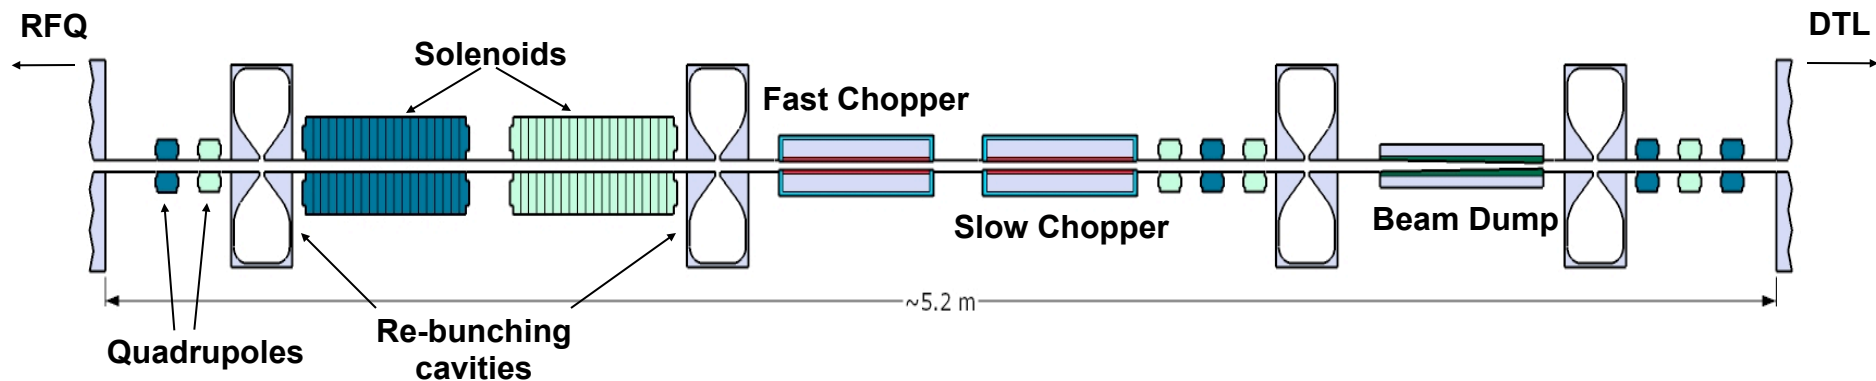 RFQ
DTL
Solenoids
Fast Chopper
Slow Chopper
Beam Dump
~5.2 m
Quadrupoles
Re-bunching
cavities